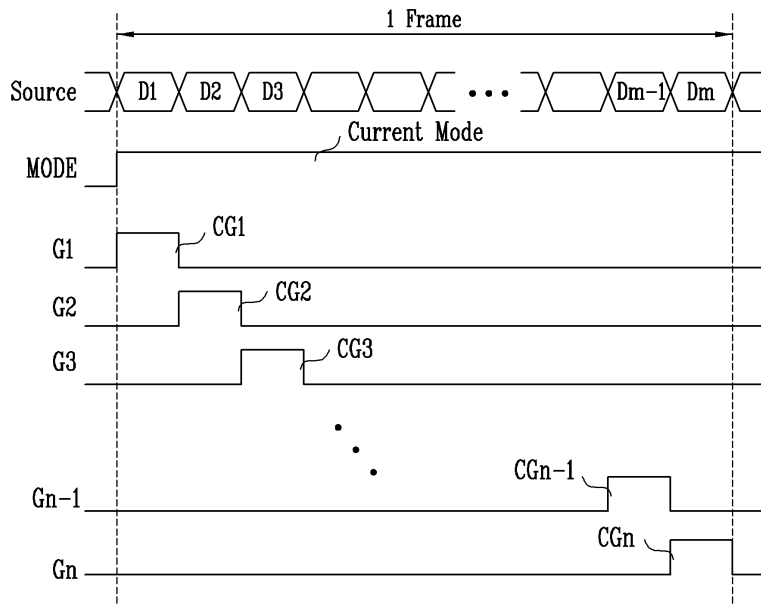 1 Frame
Source D1 D2 D3 ••• Dm-1 Dm
Current Mode
MODE
CG1
G1
CG2
G2
CG3
G3
CGn-1
Gn-1
CGn
Gn